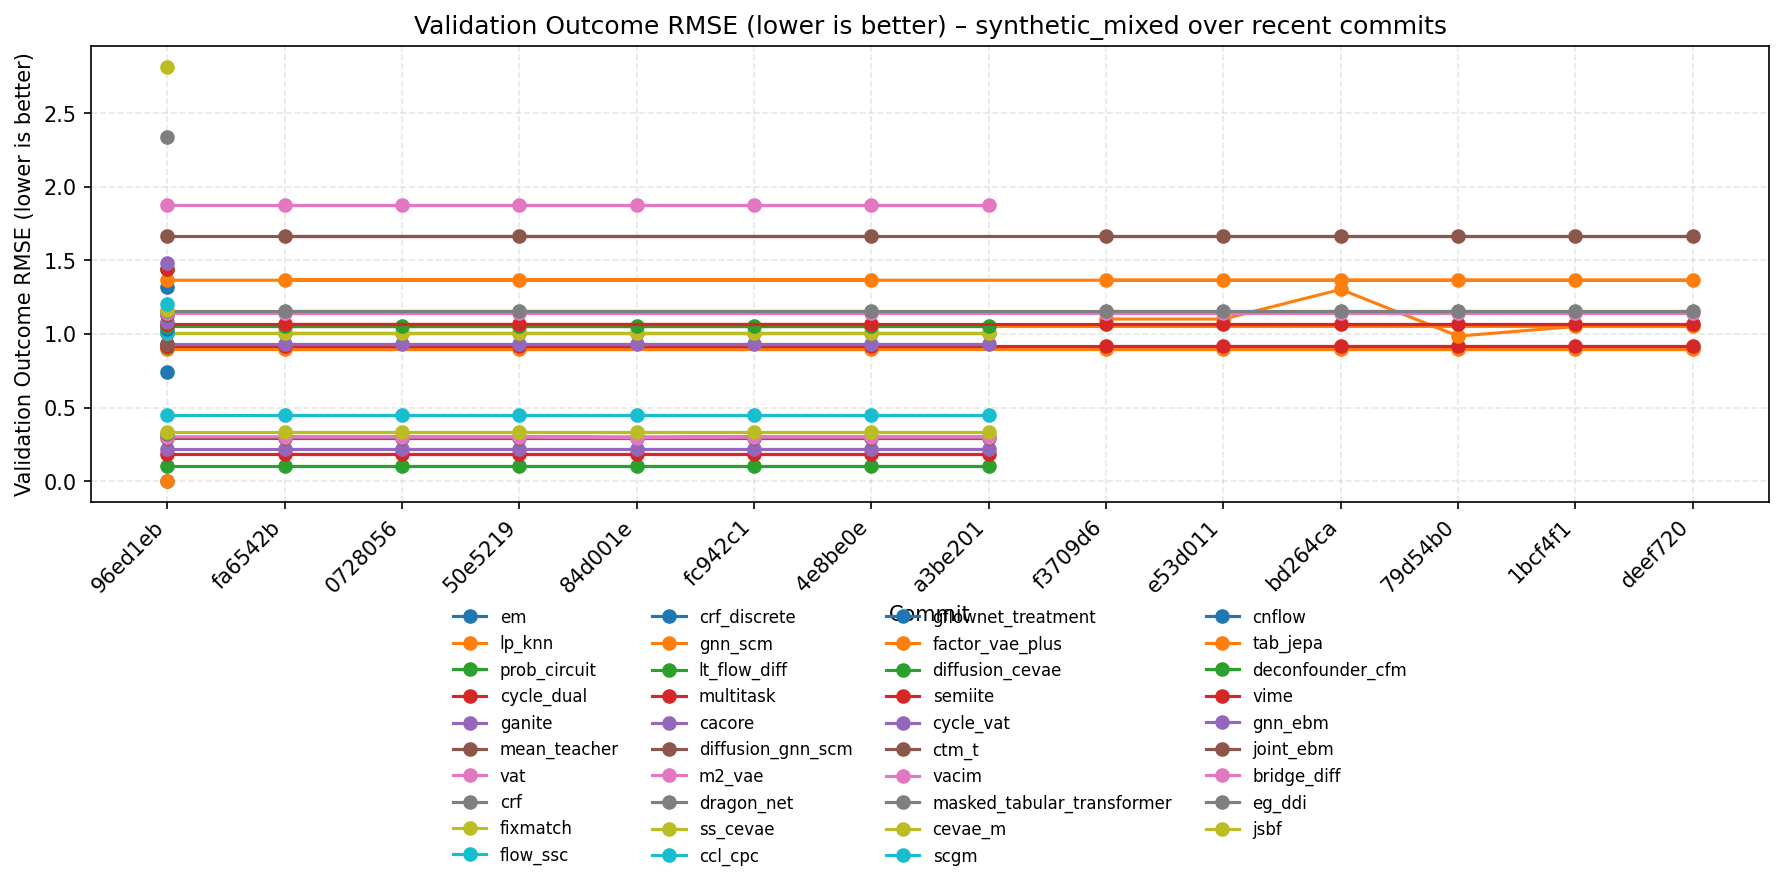 Validation Outcome RMSE (lower is better) – synthetic_mixed over recent commits
Validation Outcome RMSE (lower is better)
2.5
2.0
1.5
1.0
0.5
0.0
96ed1eb
fa6542b
0728056
50e5219
84d001e
fc942c1
4e8be0e
a3be201
f3709d6
e53d011
bd264ca
79d54b0
1bcf4f1
deef720
Commit
em
lp_knn
prob_circuit
cycle_dual
ganite
mean_teacher
vat
crf
fixmatch
flow_ssc
crf_discrete
gnn_scm
lt_flow_diff
multitask
cacore
diffusion_gnn_scm
m2_vae
dragon_net
ss_cevae
ccl_cpc
gflownet_treatment
factor_vae_plus
diffusion_cevae
semiite
cycle_vat
ctm_t
vacim
masked_tabular_transformer
cevae_m
scgm
cnflow
tab_jepa
deconfounder_cfm
vime
gnn_ebm
joint_ebm
bridge_diff
eg_ddi
jsbf